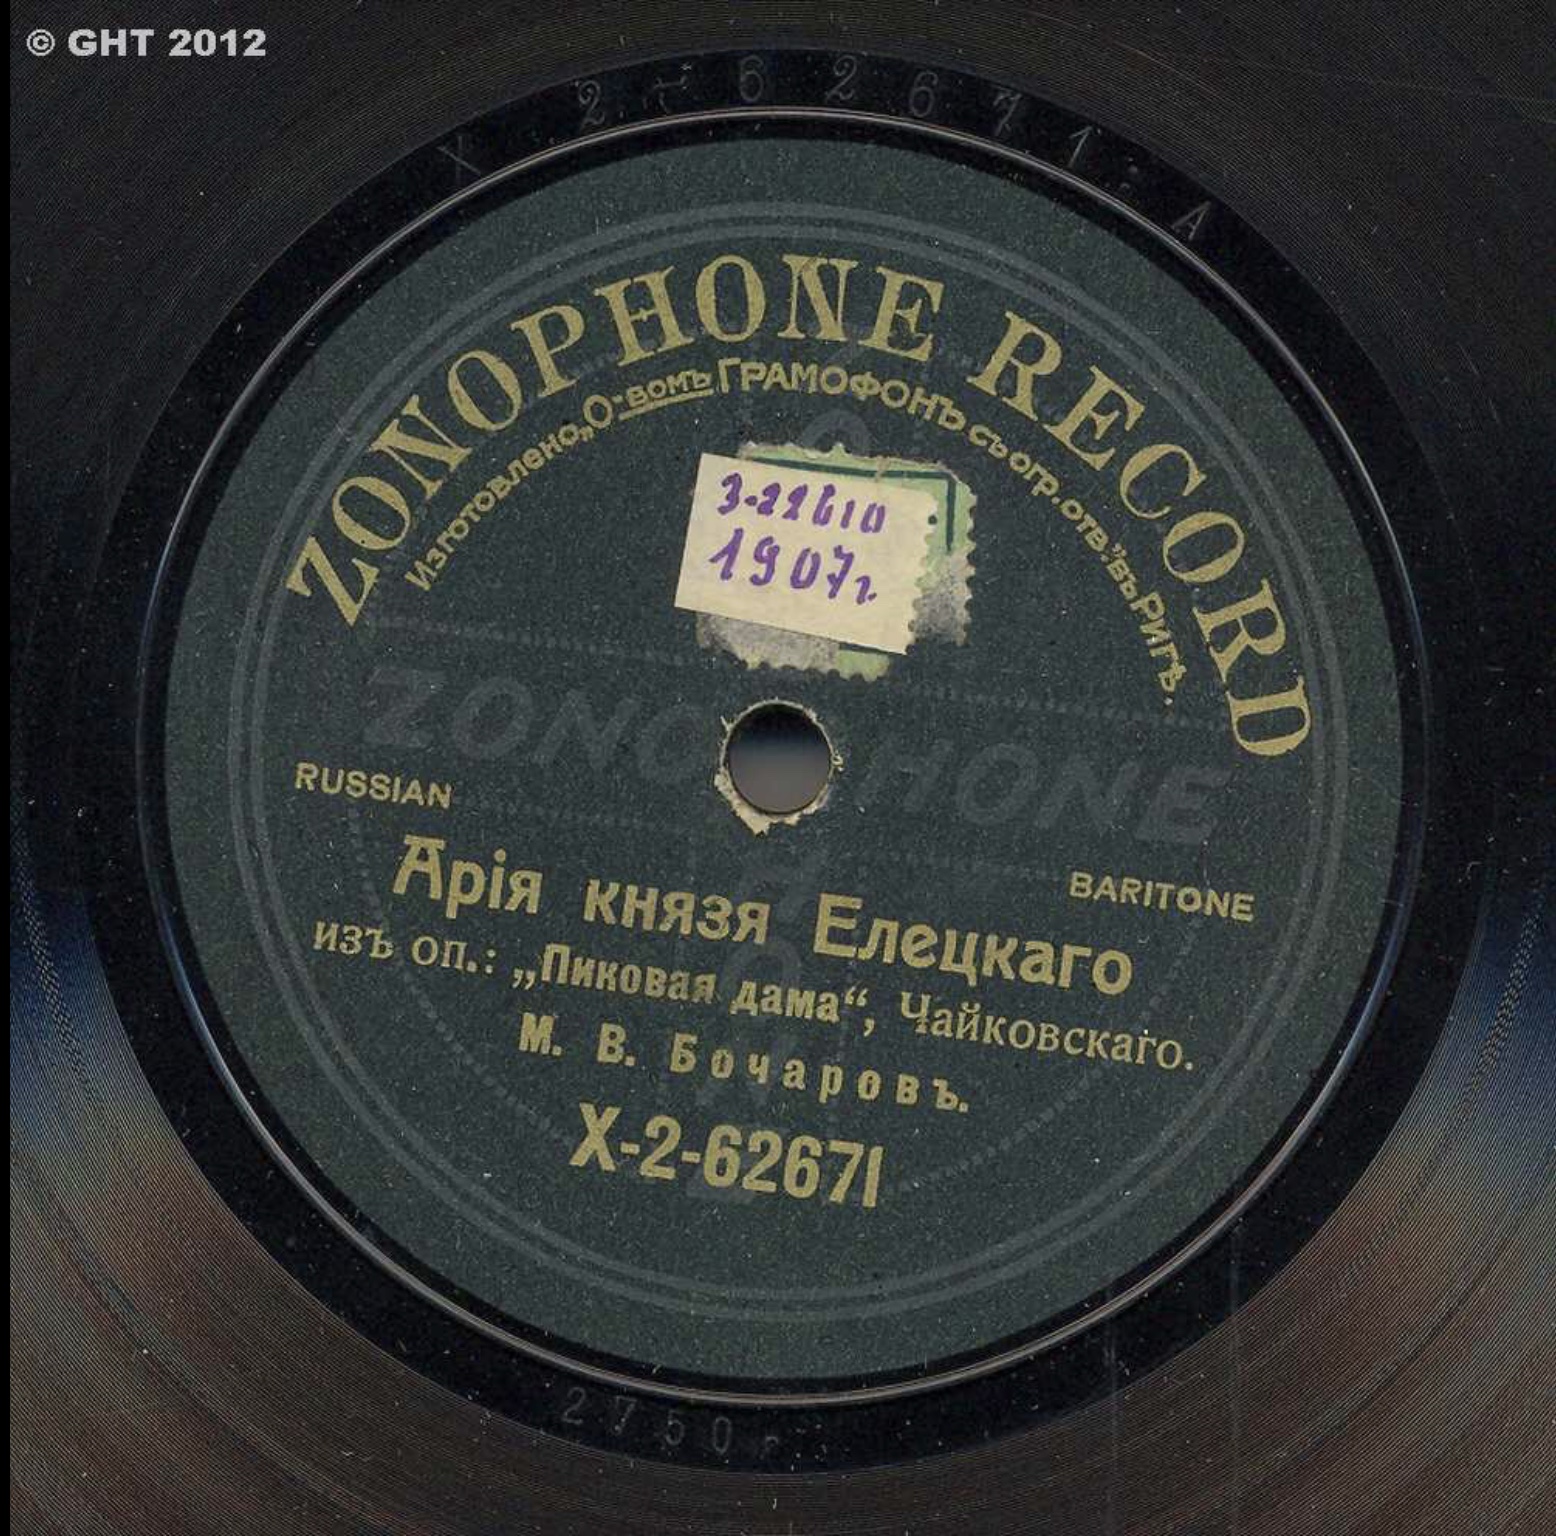 © GHT 2012
X 2-62671. A
ZONOPHONE RECORD
Изготовлено „О-вомъ Грамофонъ съ огр. отв." въ Ригѣ.
3-22610
1907г.
ZONOPHONE
RUSSIAN
BARITONE
Арія князя Елецкаго
изъ оп.: „Пиковая дама“, Чайковскаго.
М. В. Бочаровъ.
X-2-62671
2750